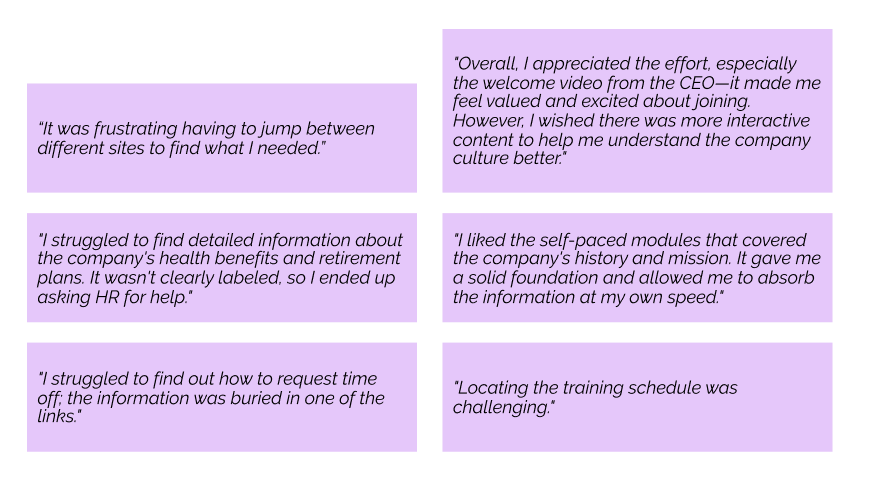 “It was frustrating having to jump between
different sites to find what I needed.”
"Overall, I appreciated the effort, especially
the welcome video from the CEO—it made me
feel valued and excited about joining.
However, I wished there was more interactive
content to help me understand the company
culture better."
"I struggled to find detailed information about
the company's health benefits and retirement
plans. It wasn't clearly labeled, so I ended up
asking HR for help."
"I liked the self-paced modules that covered
the company's history and mission. It gave me
a solid foundation and allowed me to absorb
the information at my own speed."
"I struggled to find out how to request time
off; the information was buried in one of the
links."
"Locating the training schedule was
challenging."